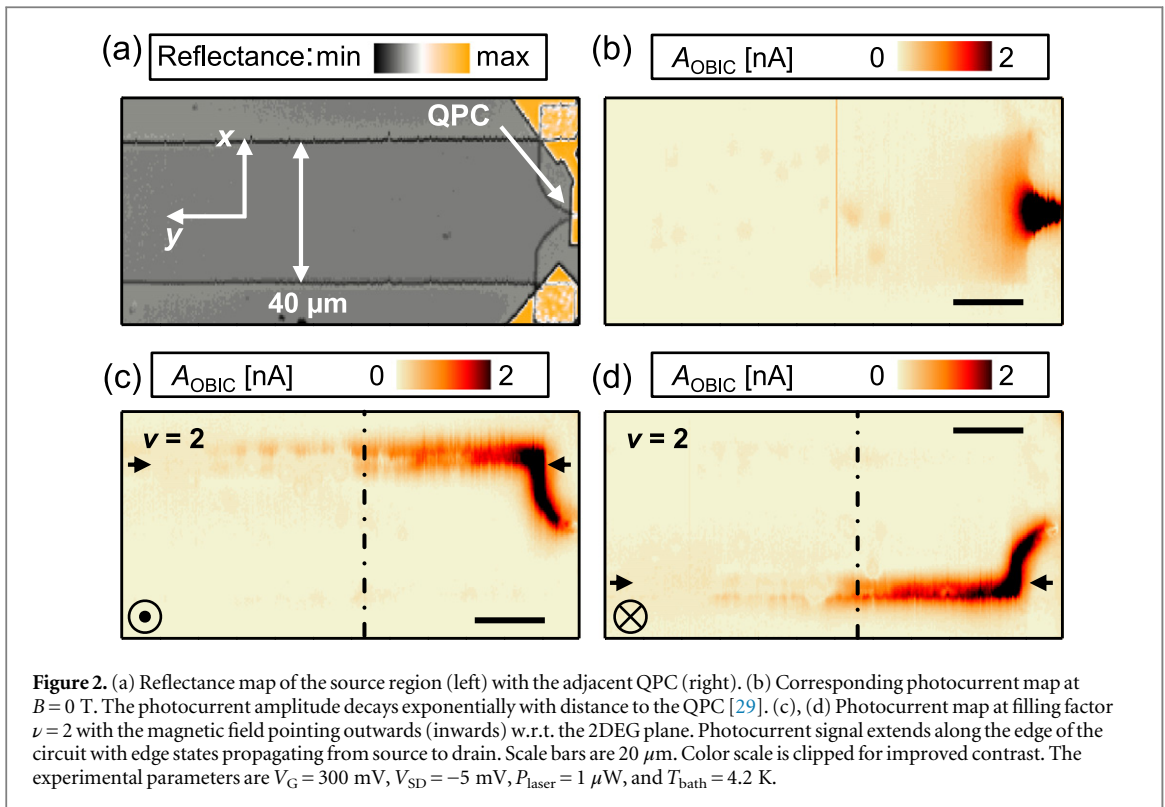 (a) Reflectance: min max
QPC
x
y
40 µm
(b) A_OBIC [nA] 0 2
(c) A_OBIC [nA] 0 2
ν = 2
(d) A_OBIC [nA] 0 2
ν = 2
Figure 2. (a) Reflectance map of the source region (left) with the adjacent QPC (right). (b) Corresponding photocurrent map at
B = 0 T. The photocurrent amplitude decays exponentially with distance to the QPC [29]. (c), (d) Photocurrent map at filling factor
ν = 2 with the magnetic field pointing outwards (inwards) w.r.t. the 2DEG plane. Photocurrent signal extends along the edge of the
circuit with edge states propagating from source to drain. Scale bars are 20 μm. Color scale is clipped for improved contrast. The
experimental parameters are V_G = 300 mV, V_SD = −5 mV, P_laser = 1 μW, and T_bath = 4.2 K.